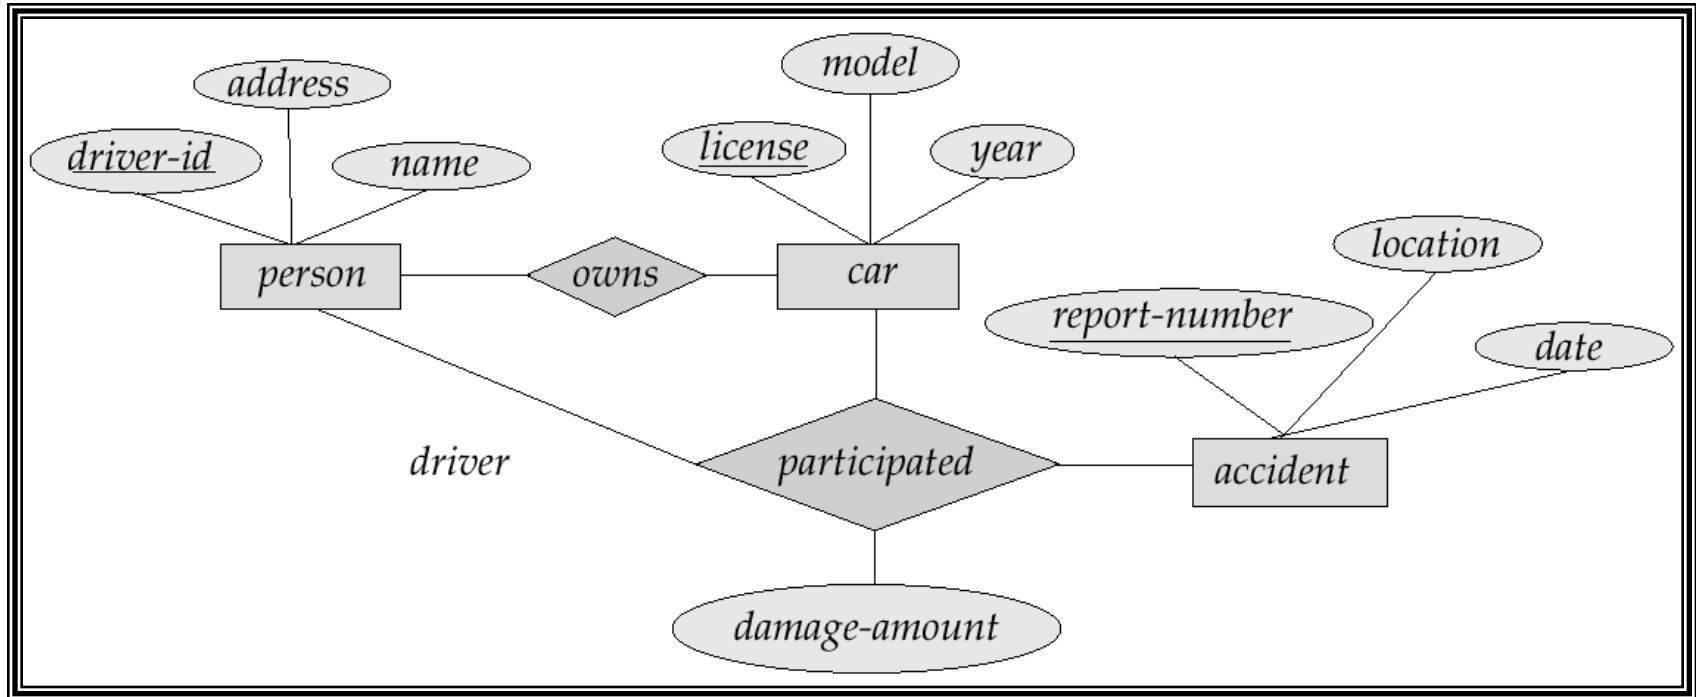 model
address
license
year
driver-id
name
location
person
owns
car
report-number
date
driver
participated
accident
damage-amount